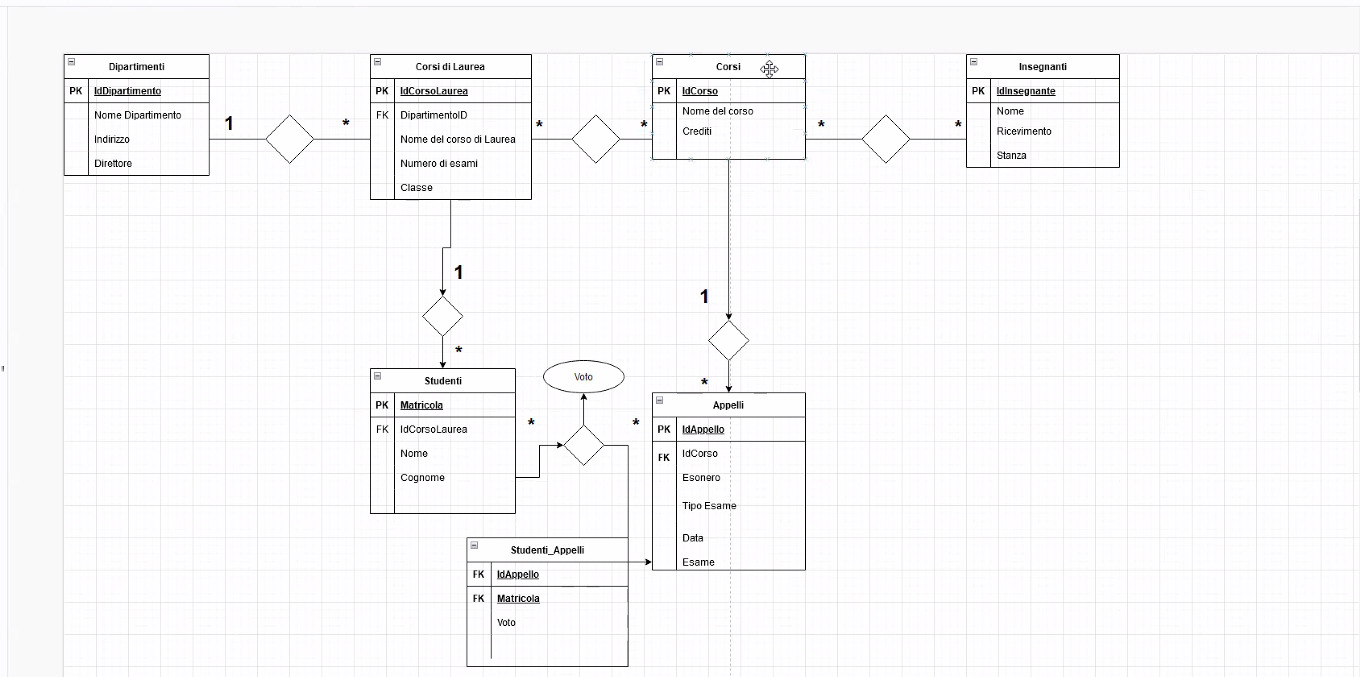 Dipartimenti
PK IdDipartimento
Nome Dipartimento
Indirizzo
Direttore
1
*
Corsi di Laurea
PK IdCorsoLaurea
FK DipartimentoID
Nome del corso di Laurea
Numero di esami
Classe
*
*
Corsi
PK IdCorso
Nome del corso
Crediti
*
*
Insegnanti
PK IdInsegnante
Nome
Ricevimento
Stanza
1
*
1
*
Studenti
PK Matricola
FK IdCorsoLaurea
Nome
Cognome
*
Voto
*
Appelli
PK IdAppello
FK IdCorso
Esonero
Tipo Esame
Data
Esame
Studenti_Appelli
FK IdAppello
FK Matricola
Voto